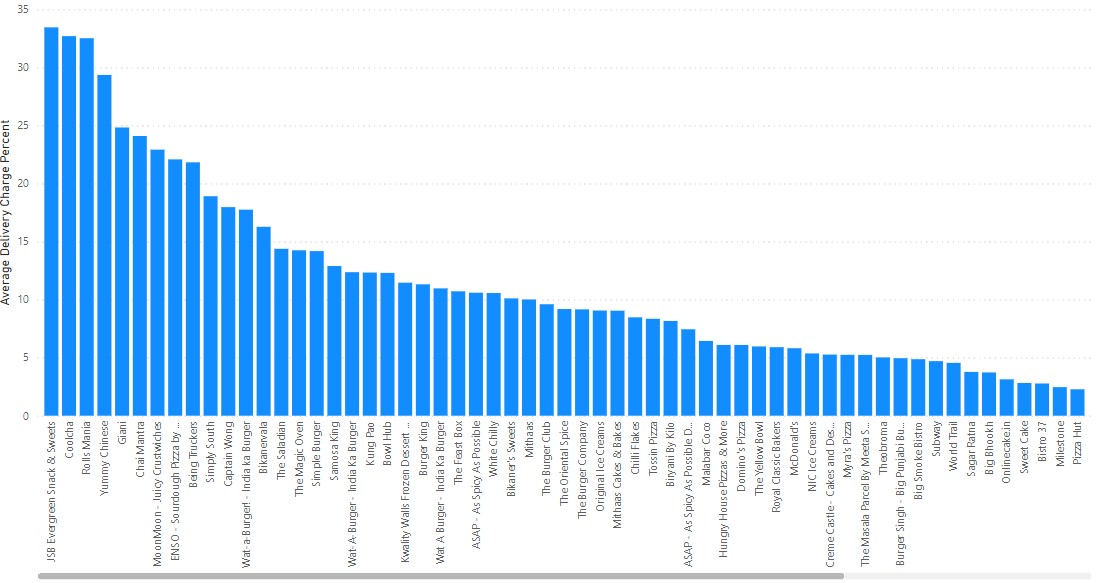 35
30
25
20
15
10
5
0
Average Delivery Charge Percent
JSB Evergreen Snack & Sweets
Coolcha
Rolls Mania
Yummy Chinese
Giani
Chai Mantra
MoonMoon - Juicy Crustwiches
ENSO - Sourdough Pizza by ...
Being Truckers
Simply South
Captain Wong
Wat-a-Burger! - India ka Burger
Bikanervala
The Saladian
The Magic Oven
Simple Burger
Samosa King
Wat-A-Burger - India Ka Burger
Kung Pao
Bowl Hub
Kwality Walls Frozen Dessert ...
Burger King
Wat A Burger - India Ka Burger
The Feast Box
ASAP - As Spicy As Possible
White Chilly
Bikaner's Sweets
Mithaas
The Burger Club
The Oriental Spice
The Burger Company
Original Ice Creams
Mithaas Cakes & Bakes
Chilli Flakes
Tossin Pizza
Biryani By Kilo
ASAP - As Spicy As Possible D...
Malabar Coco
Hungry House Pizzas & More
Domino's Pizza
The Yellow Bowl
Royal Classic Bakers
McDonald's
NIC Ice Creams
Creme Castle - Cakes and Des...
Myra's Pizza
The Masala Parcel By Meeta S...
Theobroma
Burger Singh - Big Punjabi Bu...
Big Smoke Bistro
Subway
World Trail
Sagar Ratna
Big Bhookh
Onlinecake.in
Sweet Cake
Bistro 37
Milestone
Pizza Hut